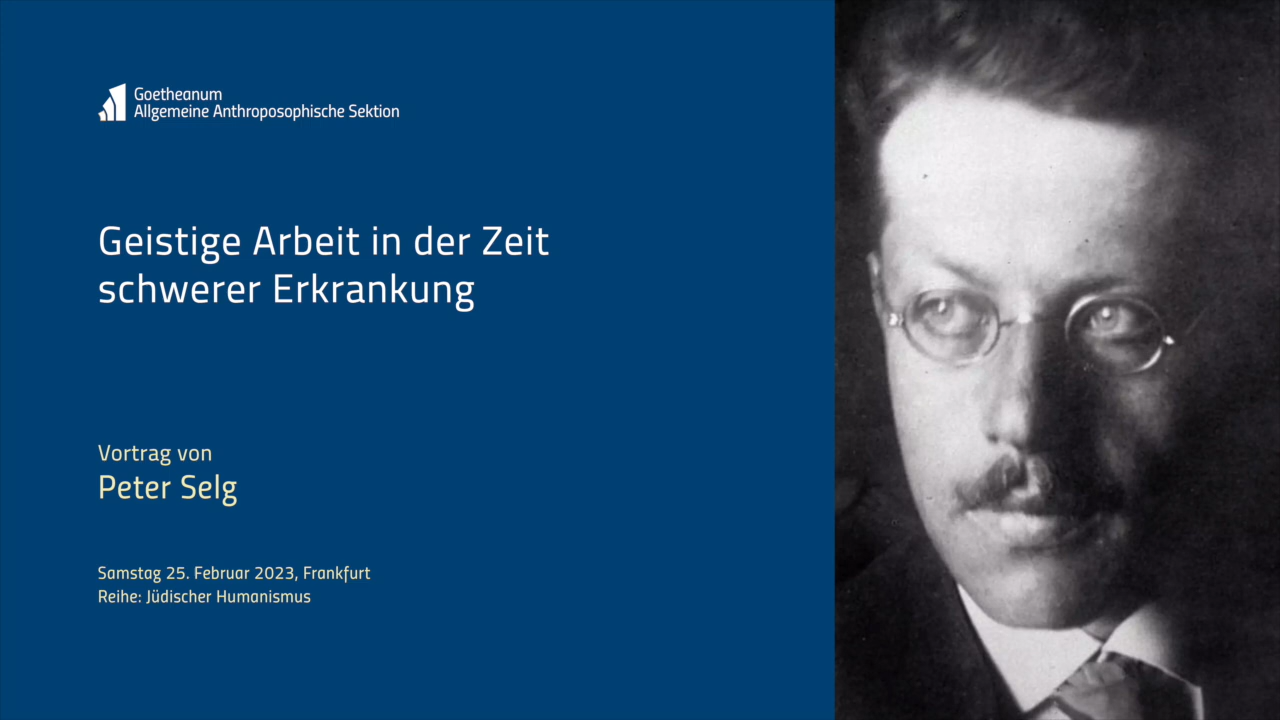 Goetheanum
Allgemeine Anthroposophische Sektion
Geistige Arbeit in der Zeit
schwerer Erkrankung
Vortrag von
Peter Selg
Samstag 25. Februar 2023, Frankfurt
Reihe: Jüdischer Humanismus